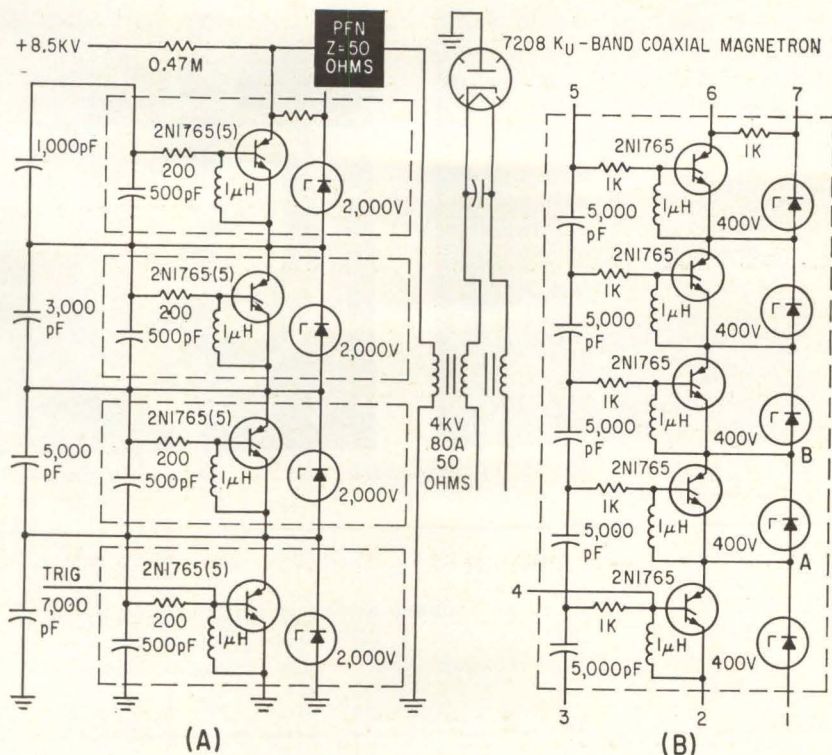 +8.5KV
0.47M
PFN
Z=50
OHMS
7208 KU-BAND COAXIAL MAGNETRON
1,000pF
2N1765(5)
200
500pF
1μH
2,000V
3,000
pF
2N1765(5)
200
500pF
1μH
2,000V
5,000
pF
2N1765(5)
200
500pF
1μH
2,000V
TRIG
7,000
pF
2N1765(5)
200
500pF
1μH
2,000V
(A)
4KV
80A
50
OHMS
5
6
7
2N1765
1K
1K
5,000
pF
1μH
400V
2N1765
1K
5,000
pF
1μH
400V
2N1765
1K
5,000
pF
1μH
400V
B
2N1765
1K
5,000
pF
1μH
400V
A
2N1765
4
1K
5,000pF
1μH
400V
3
2
1
(B)